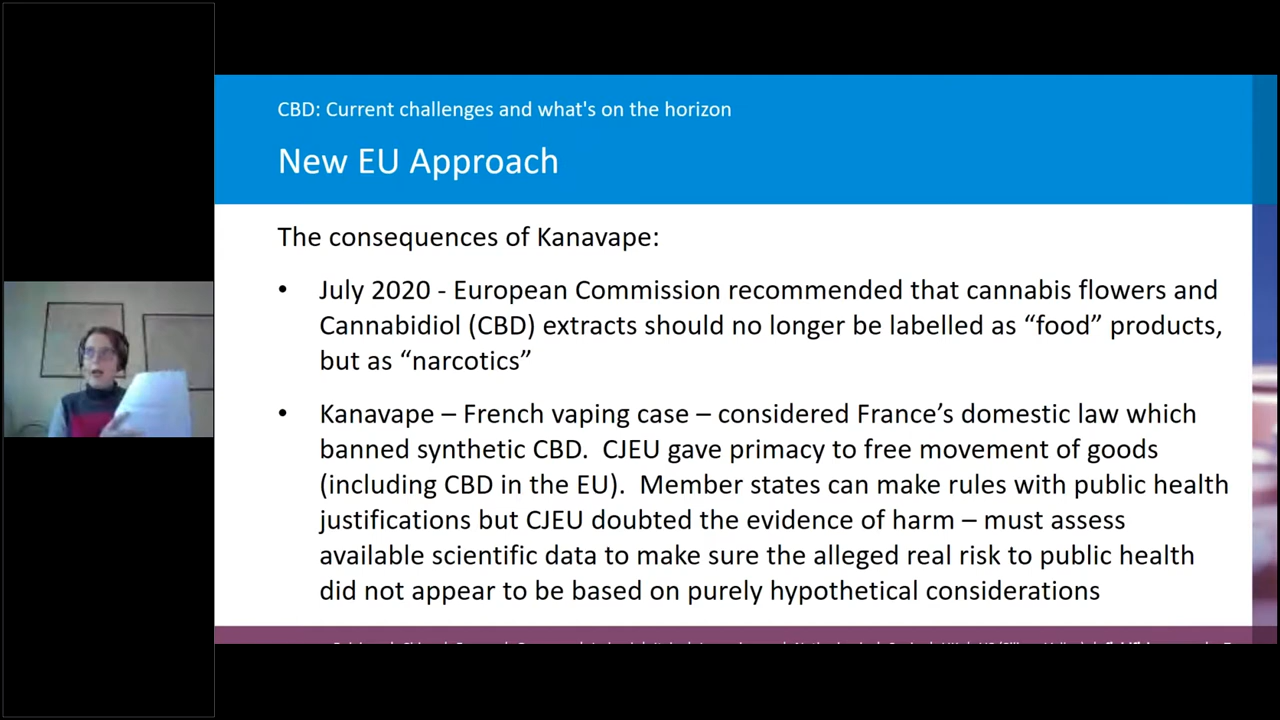 CBD: Current challenges and what's on the horizon
New EU Approach
The consequences of Kanavape:
• July 2020 - European Commission recommended that cannabis flowers and
Cannabidiol (CBD) extracts should no longer be labelled as “food” products,
but as “narcotics”
• Kanavape – French vaping case – considered France’s domestic law which
banned synthetic CBD.  CJEU gave primacy to free movement of goods
(including CBD in the EU).  Member states can make rules with public health
justifications but CJEU doubted the evidence of harm – must assess
available scientific data to make sure the alleged real risk to public health
did not appear to be based on purely hypothetical considerations